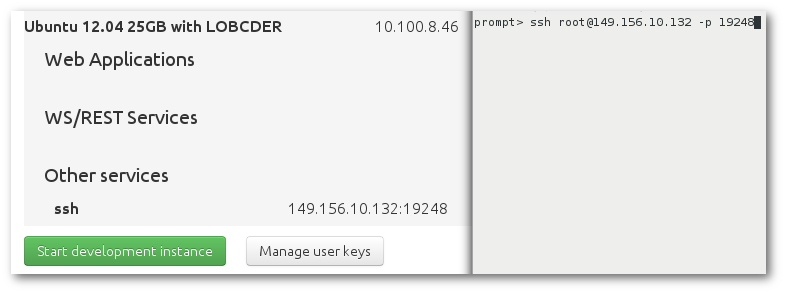 Ubuntu 12.04 25GB with LOBCDER 10.100.8.46
Web Applications
WS/REST Services
Other services
ssh 149.156.10.132:19248
Start development instance Manage user keys
prompt> ssh root@149.156.10.132 -p 19248